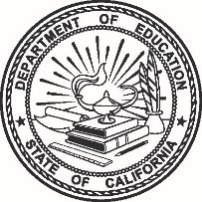 DEPARTMENT OF EDUCATION
STATE OF CALIFORNIA